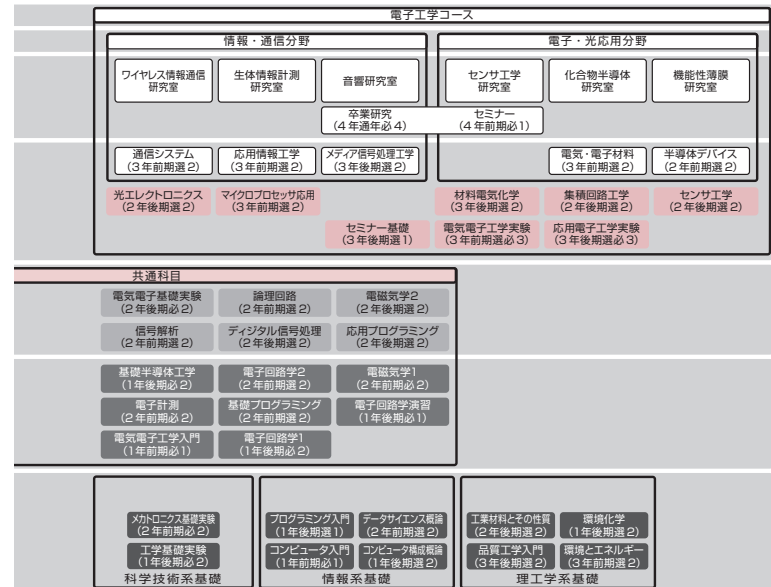 電子工学コース
情報・通信分野
電子・光応用分野
ワイヤレス情報通信
研究室
生体情報計測
研究室
音響研究室
センサ工学
研究室
化合物半導体
研究室
機能性薄膜
研究室
卒業研究
(4年通年必4)
セミナー
(4年前期必1)
通信システム
(3年前期選2)
応用情報工学
(3年前期選2)
メディア信号処理工学
(3年後期選2)
電気・電子材料
(3年前期選2)
半導体デバイス
(2年前期選2)
光エレクトロニクス
(2年後期選2)
マイクロプロセッサ応用
(3年前期選2)
材料電気化学
(3年後期選2)
集積回路工学
(2年後期選2)
センサ工学
(2年後期選2)
セミナー基礎
(3年後期選1)
電気電子工学実験
(3年前期選必3)
応用電子工学実験
(3年後期選必3)
共通科目
電気電子基礎実験
(2年後期必2)
論理回路
(2年前期選2)
電磁気学2
(2年後期選2)
信号解析
(2年前期選2)
ディジタル信号処理
(2年後期選2)
応用プログラミング
(2年後期選2)
基礎半導体工学
(1年後期必2)
電子回路学2
(2年前期選2)
電磁気学1
(2年前期必2)
電子計測
(2年前期必2)
基礎プログラミング
(2年前期選2)
電子回路学演習
(1年後期必1)
電気電子工学入門
(1年前期必1)
電子回路学1
(1年後期必2)
メカトロニクス基礎実験
(2年前期必2)
プログラミング入門
(1年後期選1)
データサイエンス概論
(2年前期選2)
工業材料とその性質
(2年後期選2)
環境化学
(1年後期選2)
工学基礎実験
(1年後期必2)
コンピュータ入門
(1年前期必1)
コンピュータ構成概論
(1年後期選2)
品質工学入門
(3年後期選2)
環境とエネルギー
(3年前期選2)
科学技術系基礎
情報系基礎
理工学系基礎